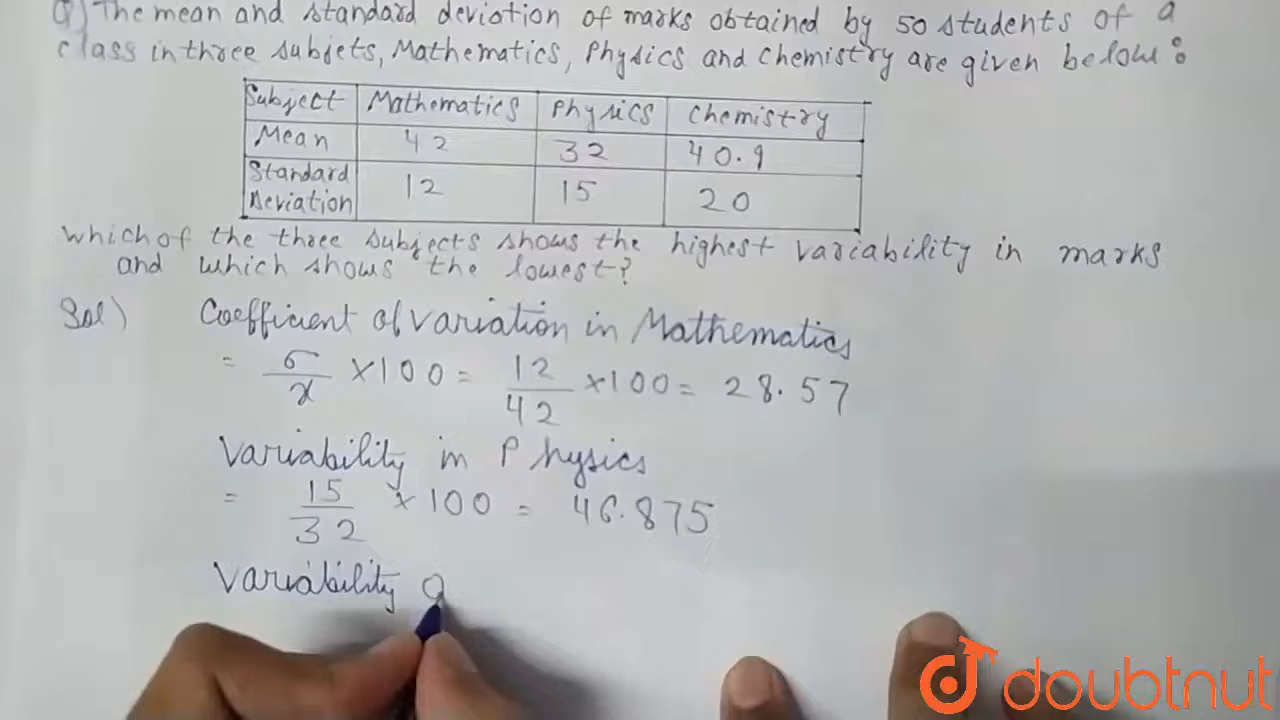 Q) The mean and standard deviation of marks obtained by 50 students of a
class in three subjets, Mathematics, Physics and Chemistry are given below:
Subject Mathematics Physics Chemistry
Mean 42 32 40.9
Standard Deviation 12 15 20
which of the three subjects shows the highest variability in marks
and which shows the lowest?
Sol) Coefficient of variation in Mathematics
= σ/x × 100 = 12/42 × 100 = 28.57
Variability in Physics
= 15/32 × 100 = 46.875
Variability
doubtnut